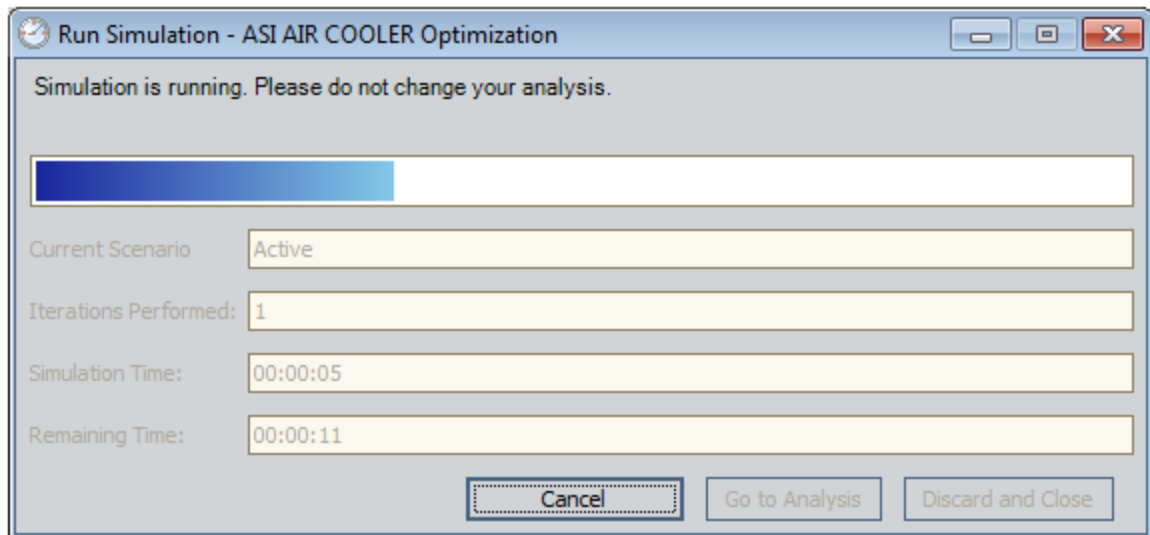 Run Simulation - ASI AIR COOLER Optimization
Simulation is running. Please do not change your analysis.
Current Scenario Active
Iterations Performed: 1
Simulation Time: 00:00:05
Remaining Time: 00:00:11
Cancel Go to Analysis Discard and Close